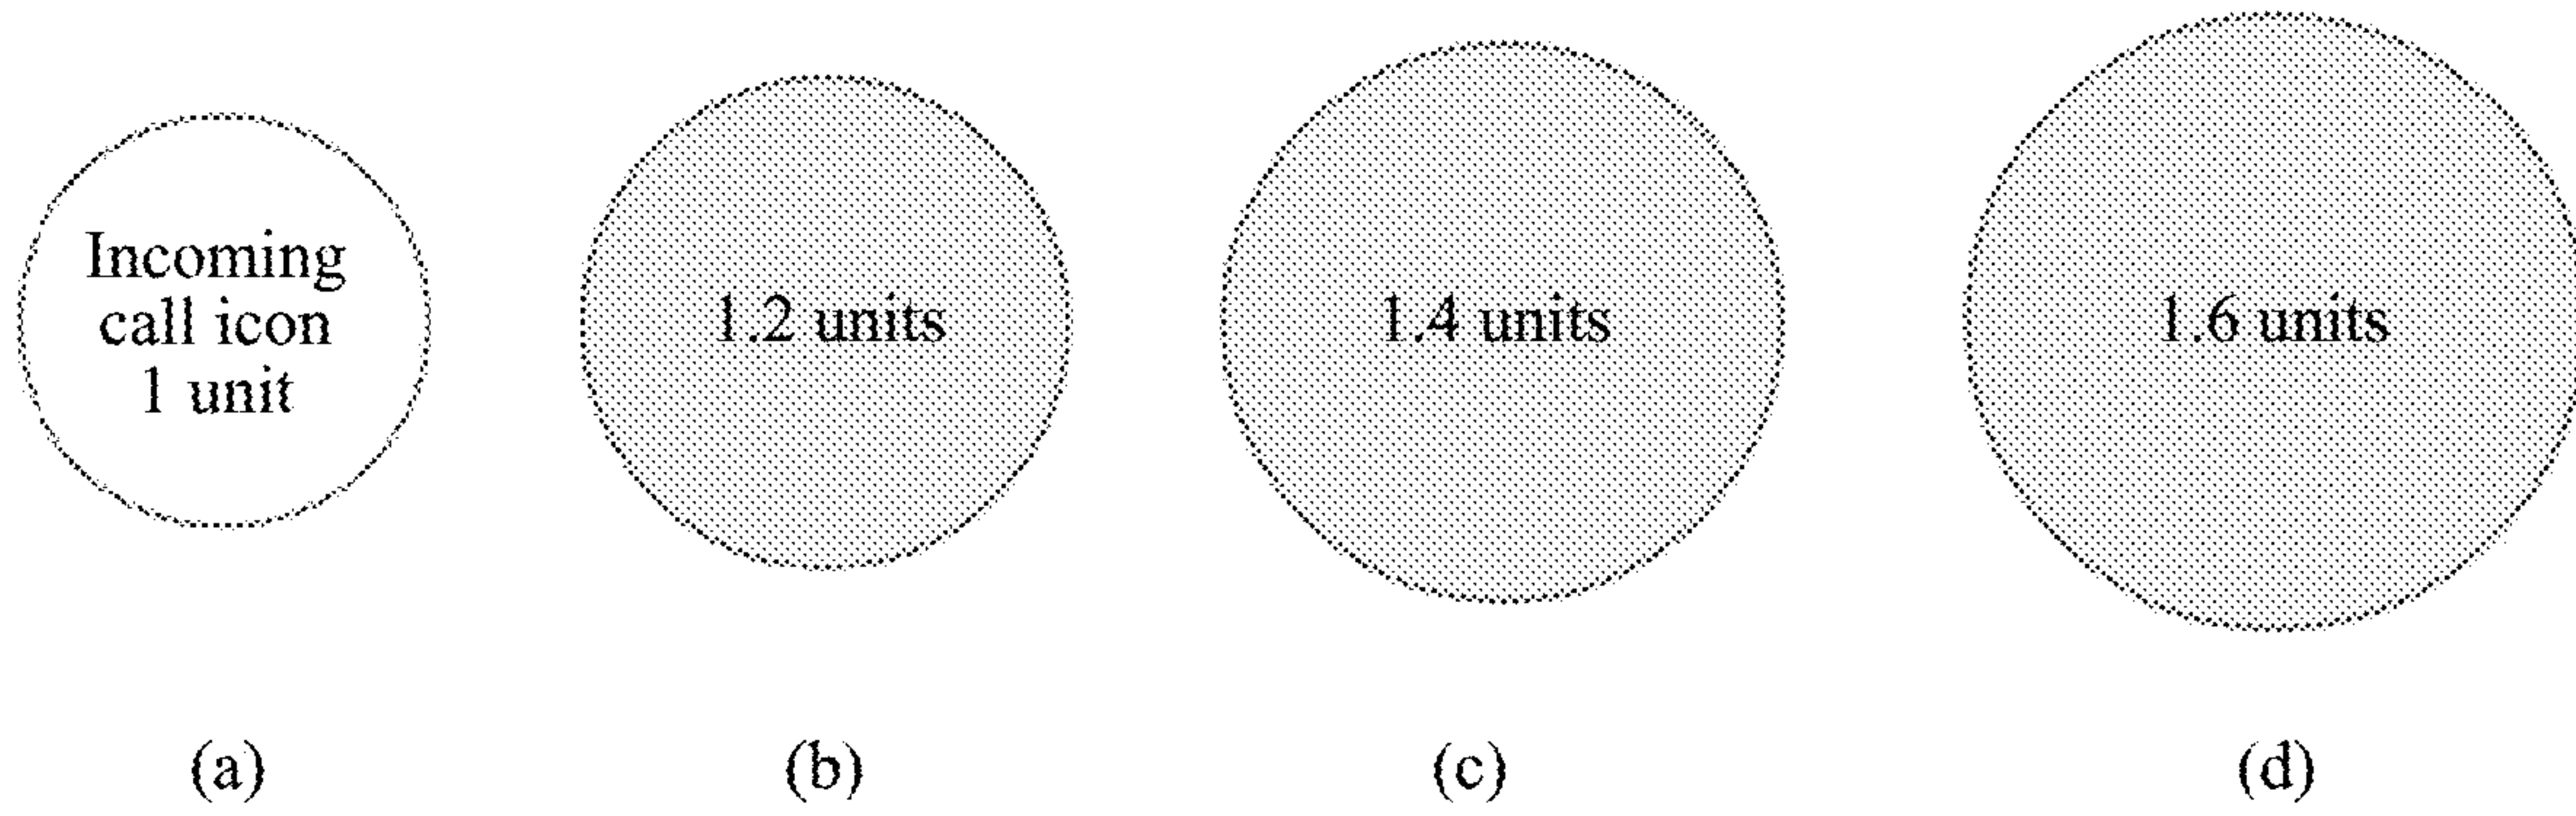 Incoming
call icon
1 unit
1.2 units
1.4 units
1.6 units
(a)
(b)
(c)
(d)